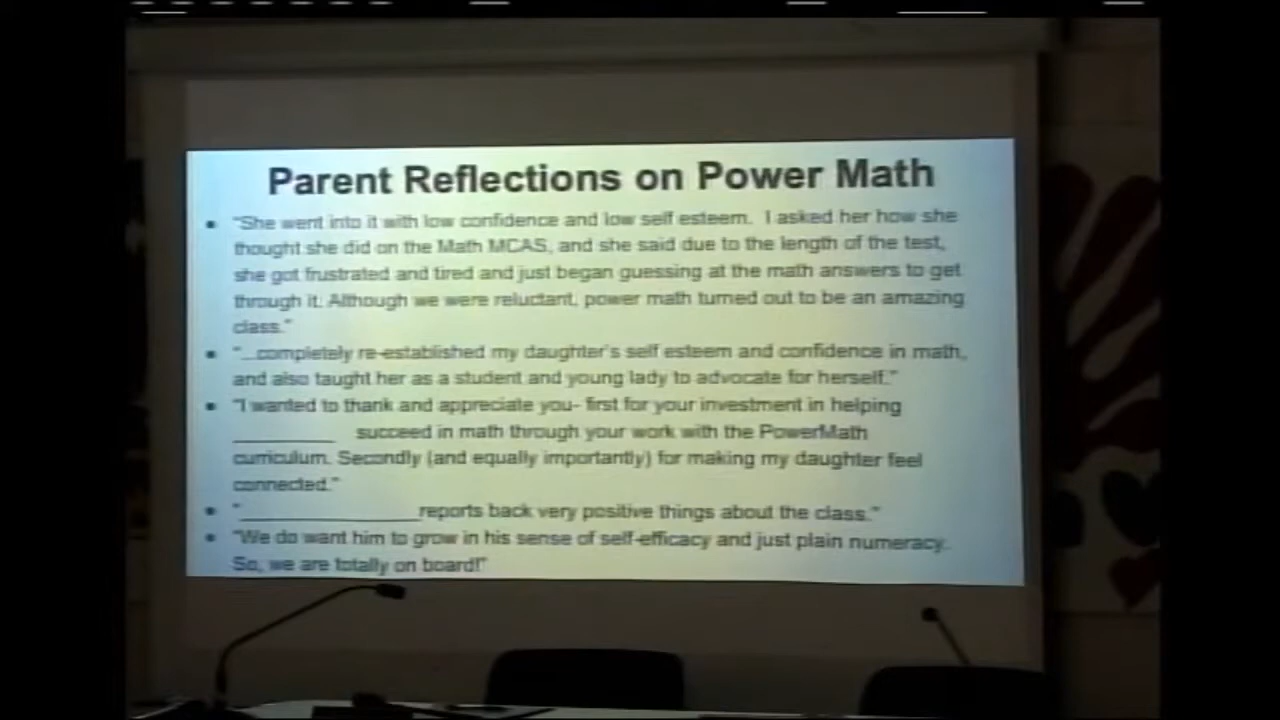 Parent Reflections on Power Math
• "She went into it with low confidence and low self esteem. I asked her how she
thought she did on the Math MCAS, and she said due to the length of the test,
she got frustrated and tired and just began guessing at the math answers to get
through it. Although we were reluctant, power math turned out to be an amazing
class."
• "...completely re-established my daughter's self esteem and confidence in math,
and also taught her as a student and young lady to advocate for herself."
• "I wanted to thank and appreciate you- first for your investment in helping
__________ succeed in math through your work with the PowerMath
curriculum. Secondly (and equally importantly) for making my daughter feel
connected."
• "__________________reports back very positive things about the class."
• "We do want him to grow in his sense of self-efficacy and just plain numeracy.
So, we are totally on board!"